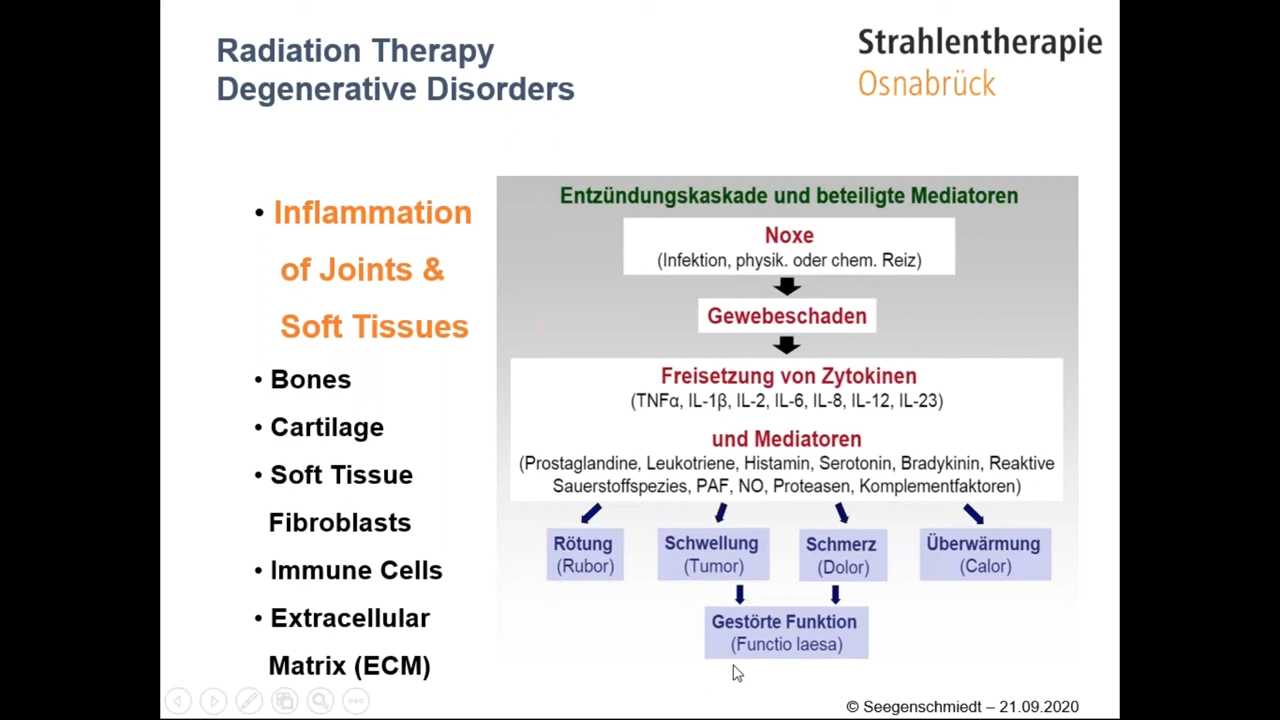 Radiation Therapy
Degenerative Disorders
Strahlentherapie
Osnabrück
• Inflammation
of Joints &
Soft Tissues
• Bones
• Cartilage
• Soft Tissue
Fibroblasts
• Immune Cells
• Extracellular
Matrix (ECM)
Entzündungskaskade und beteiligte Mediatoren
Noxe
(Infektion, physik. oder chem. Reiz)
Gewebeschaden
Freisetzung von Zytokinen
(TNFα, IL-1β, IL-2, IL-6, IL-8, IL-12, IL-23)
und Mediatoren
(Prostaglandine, Leukotriene, Histamin, Serotonin, Bradykinin, Reaktive
Sauerstoffspezies, PAF, NO, Proteasen, Komplementfaktoren)
Rötung
(Rubor)
Schwellung
(Tumor)
Schmerz
(Dolor)
Überwärmung
(Calor)
Gestörte Funktion
(Functio laesa)
© Seegenschmiedt – 21.09.2020